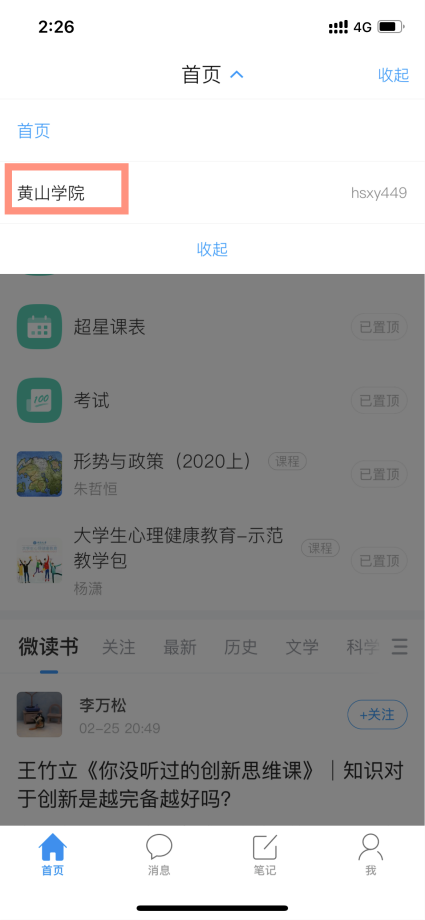 2:26
4G
首页
收起
首页
黄山学院
hsxy449
收起
超星课表
已置顶
考试
已置顶
形势与政策（2020上）
课程
朱哲恒
已置顶
大学生心理健康教育-示范
教学包
课程
杨潇
已置顶
微读书
关注
最新
历史
文学
科学
李万松
02-25 20:49
+关注
王竹立《你没听过的创新思维课》｜知识对
于创新是越完备越好吗？
首页
消息
笔记
我